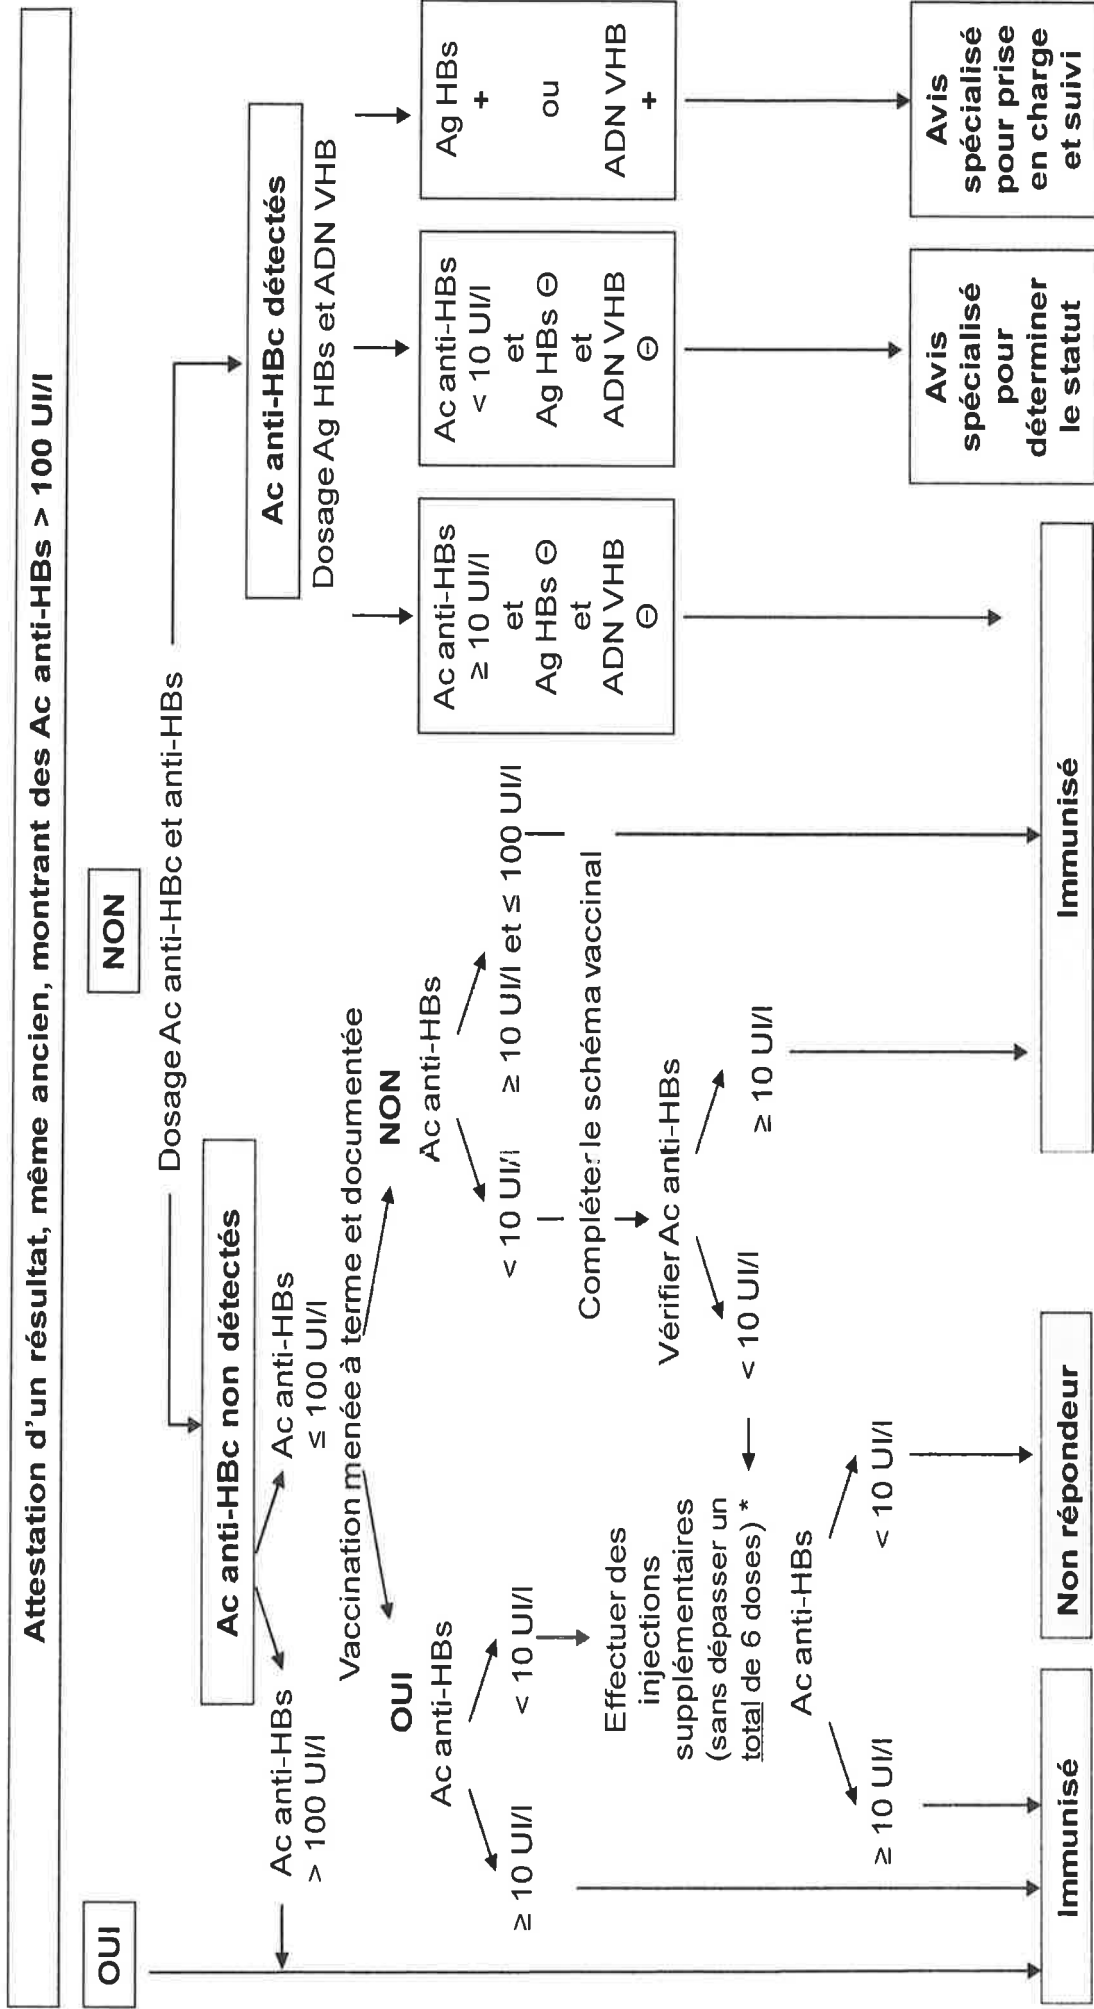 Attestation d'un résultat, même ancien, montrant des Ac anti-HBs > 100 UI/l
OUI
NON
Dosage Ac anti-HBc et anti-HBs
Ac anti-HBc non détectés
Ac anti-HBc détectés
Dosage Ag HBs et ADN VHB
Ac anti-HBs
> 100 UI/l
Ac anti-HBs
≤ 100 UI/l
Vaccination menée à terme et documentée
OUI
Ac anti-HBs
NON
Ac anti-HBs
≥ 10 UI/l
< 10 UI/l
< 10 UI/l
≥ 10 UI/l et ≤ 100 UI/l
Compléter le schéma vaccinal
Vérifier Ac anti-HBs
< 10 UI/l
≥ 10 UI/l
Effectuer des
injections
supplémentaires
(sans dépasser un
total de 6 doses) *
Ac anti-HBs
≥ 10 UI/l
< 10 UI/l
Ac anti-HBs
≥ 10 UI/l
et
Ag HBs ⊖
et
ADN VHB
⊖
Ac anti-HBs
< 10 UI/l
et
Ag HBs ⊖
et
ADN VHB
⊖
Ag HBs
+
ou
ADN VHB
+
Immunisé
Non répondeur
Immunisé
Avis
spécialisé
pour
déterminer
le statut
Avis
spécialisé
pour prise
en charge
et suivi